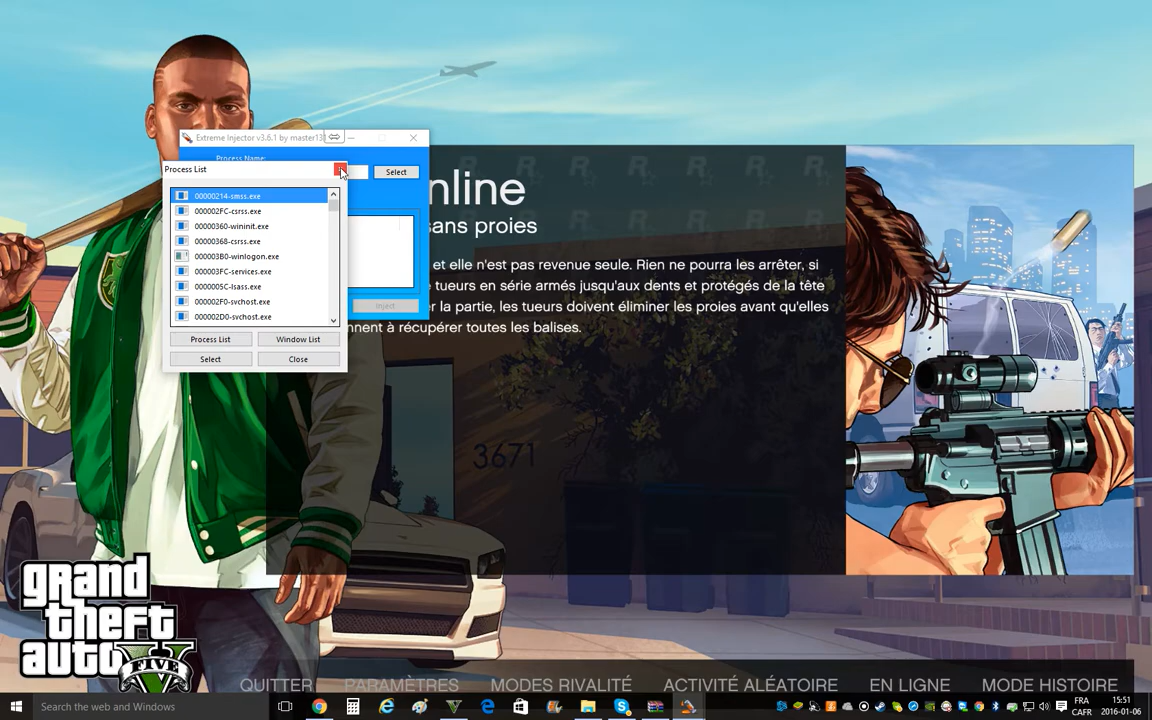 Extreme Injector v3.6.1 by master131
Process Name:
Process List
Select
00000214-smss.exe
000002FC-csrss.exe
00000360-wininit.exe
00000368-csrss.exe
000003B0-winlogon.exe
000003FC-services.exe
0000005C-lsass.exe
000002F0-svchost.exe
000002D0-svchost.exe
Inject
Process List
Window List
Select
Close
nline
sans proies
et elle n'est pas revenue seule. Rien ne pourra les arrêter, si
tueurs en série armés jusqu'aux dents et protégés de la tête
r la partie, les tueurs doivent éliminer les proies avant qu'elles
nnent à récupérer toutes les balises.
3671
grand
theft
auto
FIVE
QUITTER
PARAMÈTRES
MODES RIVALITÉ
ACTIVITÉ ALÉATOIRE
EN LIGNE
MODE HISTOIRE
Search the web and Windows
FRA
CAFR
15:51
2016-01-06